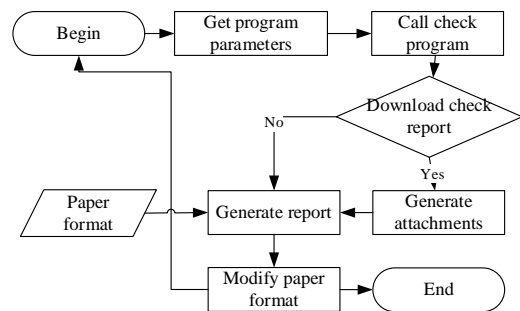 Begin
Get program
parameters
Call check
program
Download check
report
No
Yes
Paper
format
Generate report
Generate
attachments
Modify paper
format
End